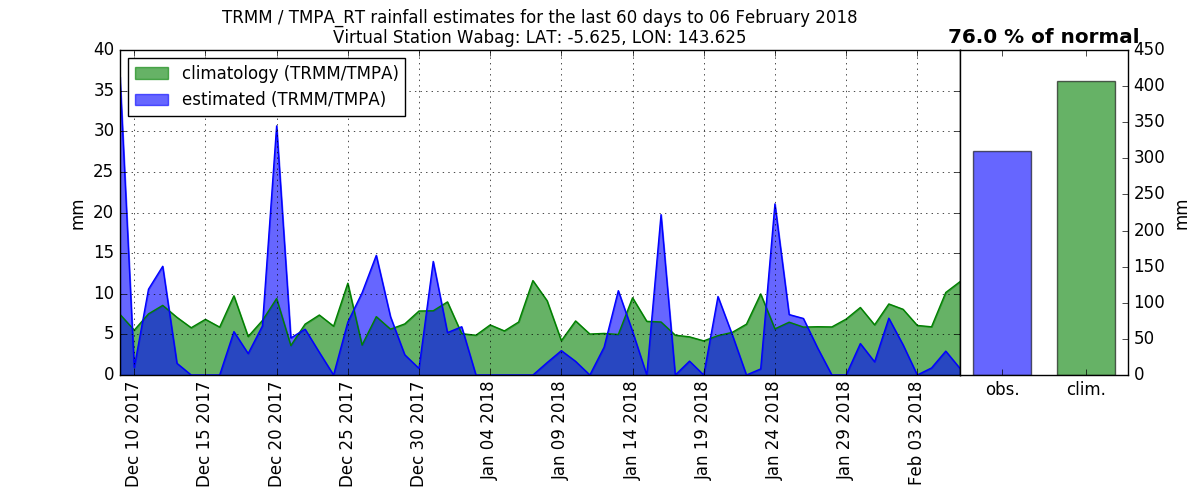 TRMM / TMPA_RT rainfall estimates for the last 60 days to 06 February 2018
Virtual Station Wabag: LAT: -5.625, LON: 143.625
76.0 % of normal
climatology (TRMM/TMPA)
estimated (TRMM/TMPA)
mm
40
35
30
25
20
15
10
5
0
Dec 10 2017
Dec 15 2017
Dec 20 2017
Dec 25 2017
Dec 30 2017
Jan 04 2018
Jan 09 2018
Jan 14 2018
Jan 19 2018
Jan 24 2018
Jan 29 2018
Feb 03 2018
obs.
clim.
450
400
350
300
250
200
150
100
50
0
mm